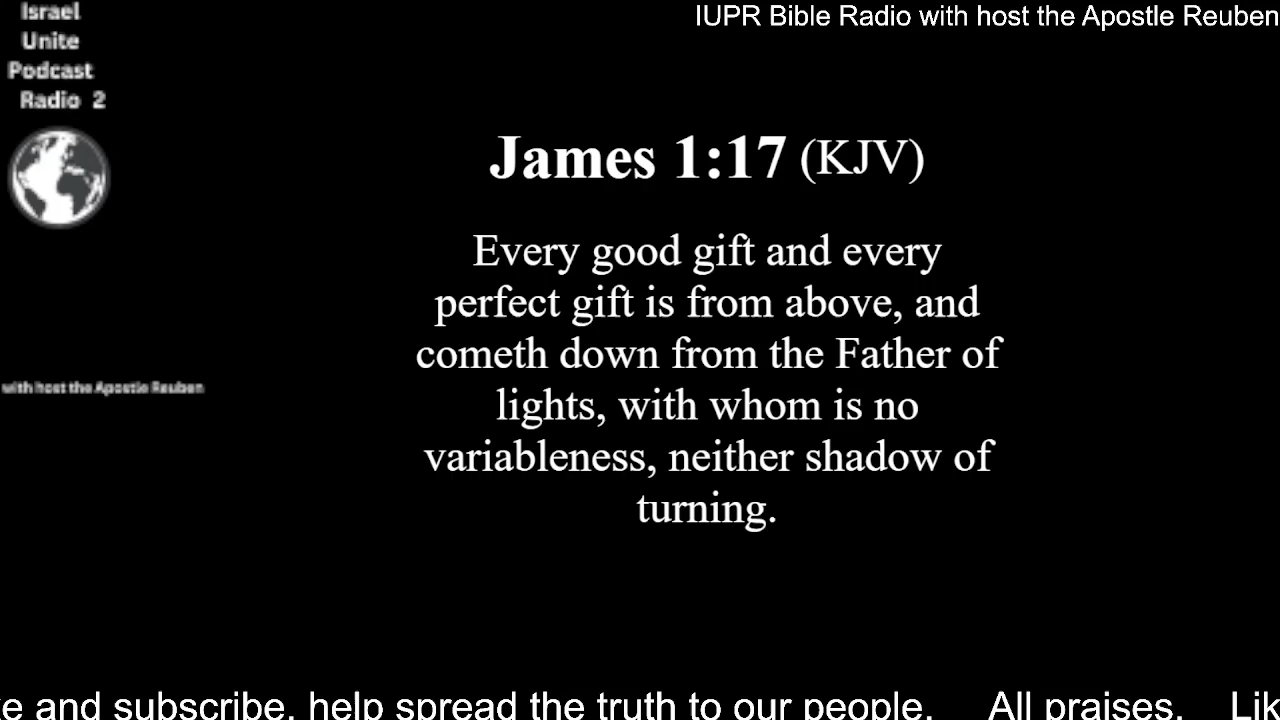 Israel
Unite
Podcast
Radio 2
IUPR Bible Radio with host the Apostle Reuben
James 1:17 (KJV)
Every good gift and every
perfect gift is from above, and
cometh down from the Father of
lights, with whom is no
variableness, neither shadow of
turning.
with host the Apostle Reuben
e and subscribe, help spread the truth to our people. All praises. Lik